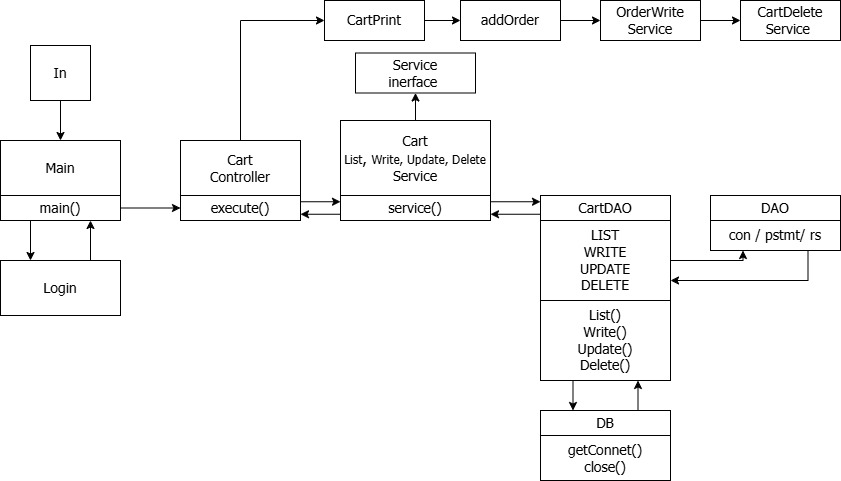 CartPrint
addOrder
OrderWrite
Service
CartDelete
Service
In
Service
inerface
Main
main()
Cart
Controller
execute()
Cart
List, Write, Update, Delete
Service
service()
CartDAO
LIST
WRITE
UPDATE
DELETE
List()
Write()
Update()
Delete()
DAO
con / pstmt/ rs
Login
DB
getConnet()
close()